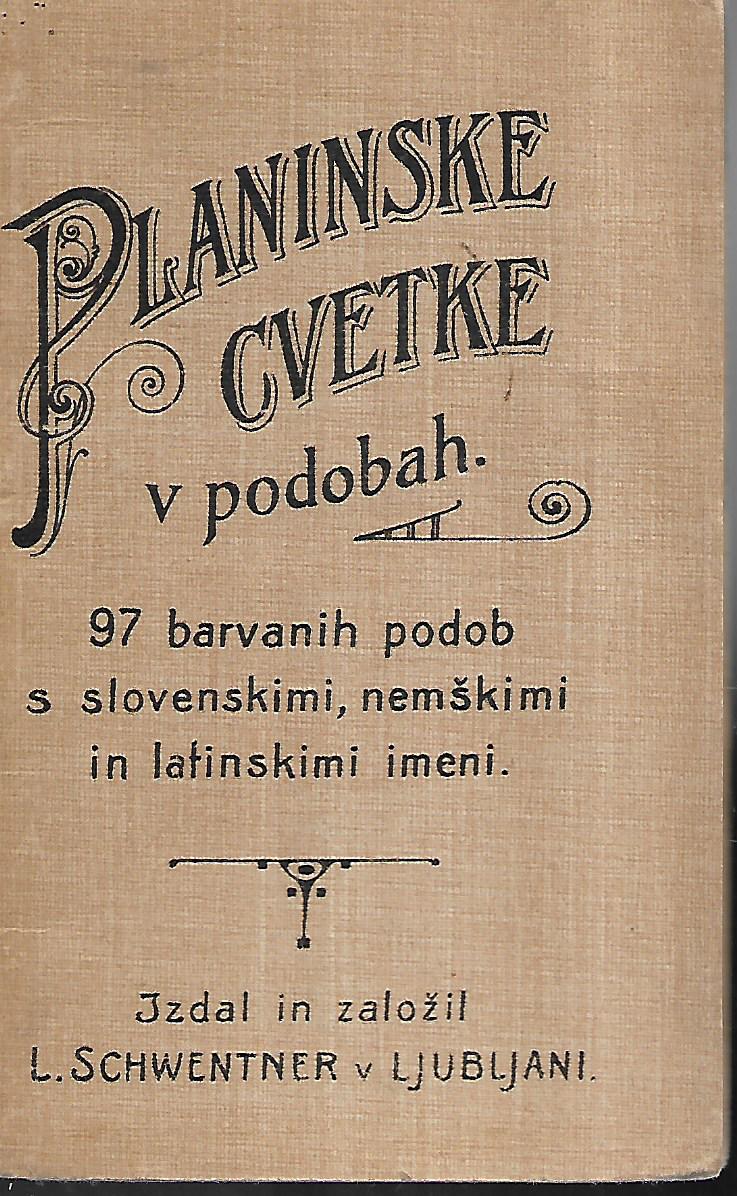 PLANINSKE
CVETKE
v podobah.
97 barvanih podob
s slovenskimi, nemškimi
in latinskimi imeni.
Izdal in založil
L. SCHWENTNER v LJUBLJANI.